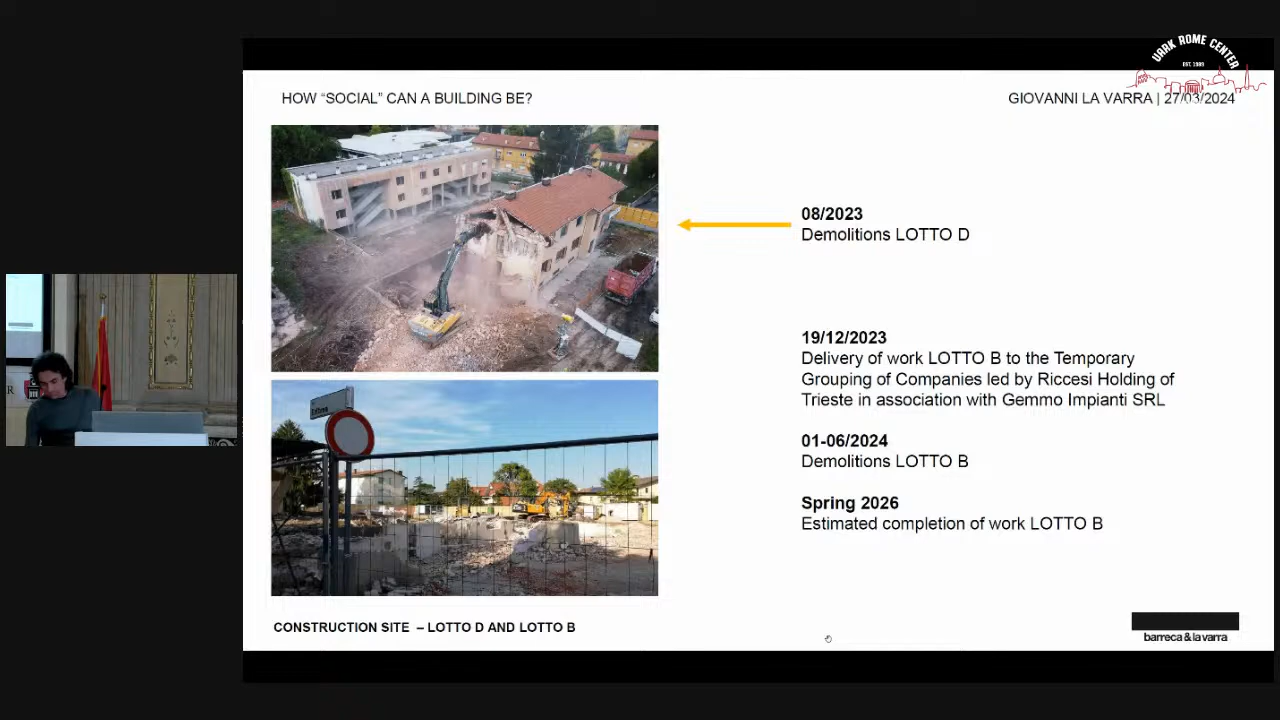 UARK ROME CENTER
EST. 1989
HOW “SOCIAL” CAN A BUILDING BE?
GIOVANNI LA VARRA | 27/03/2024
08/2023
Demolitions LOTTO D
19/12/2023
Delivery of work LOTTO B to the Temporary
Grouping of Companies led by Riccesi Holding of
Trieste in association with Gemmo Impianti SRL
01-06/2024
Demolitions LOTTO B
Spring 2026
Estimated completion of work LOTTO B
CONSTRUCTION SITE – LOTTO D AND LOTTO B
barreca & la varra